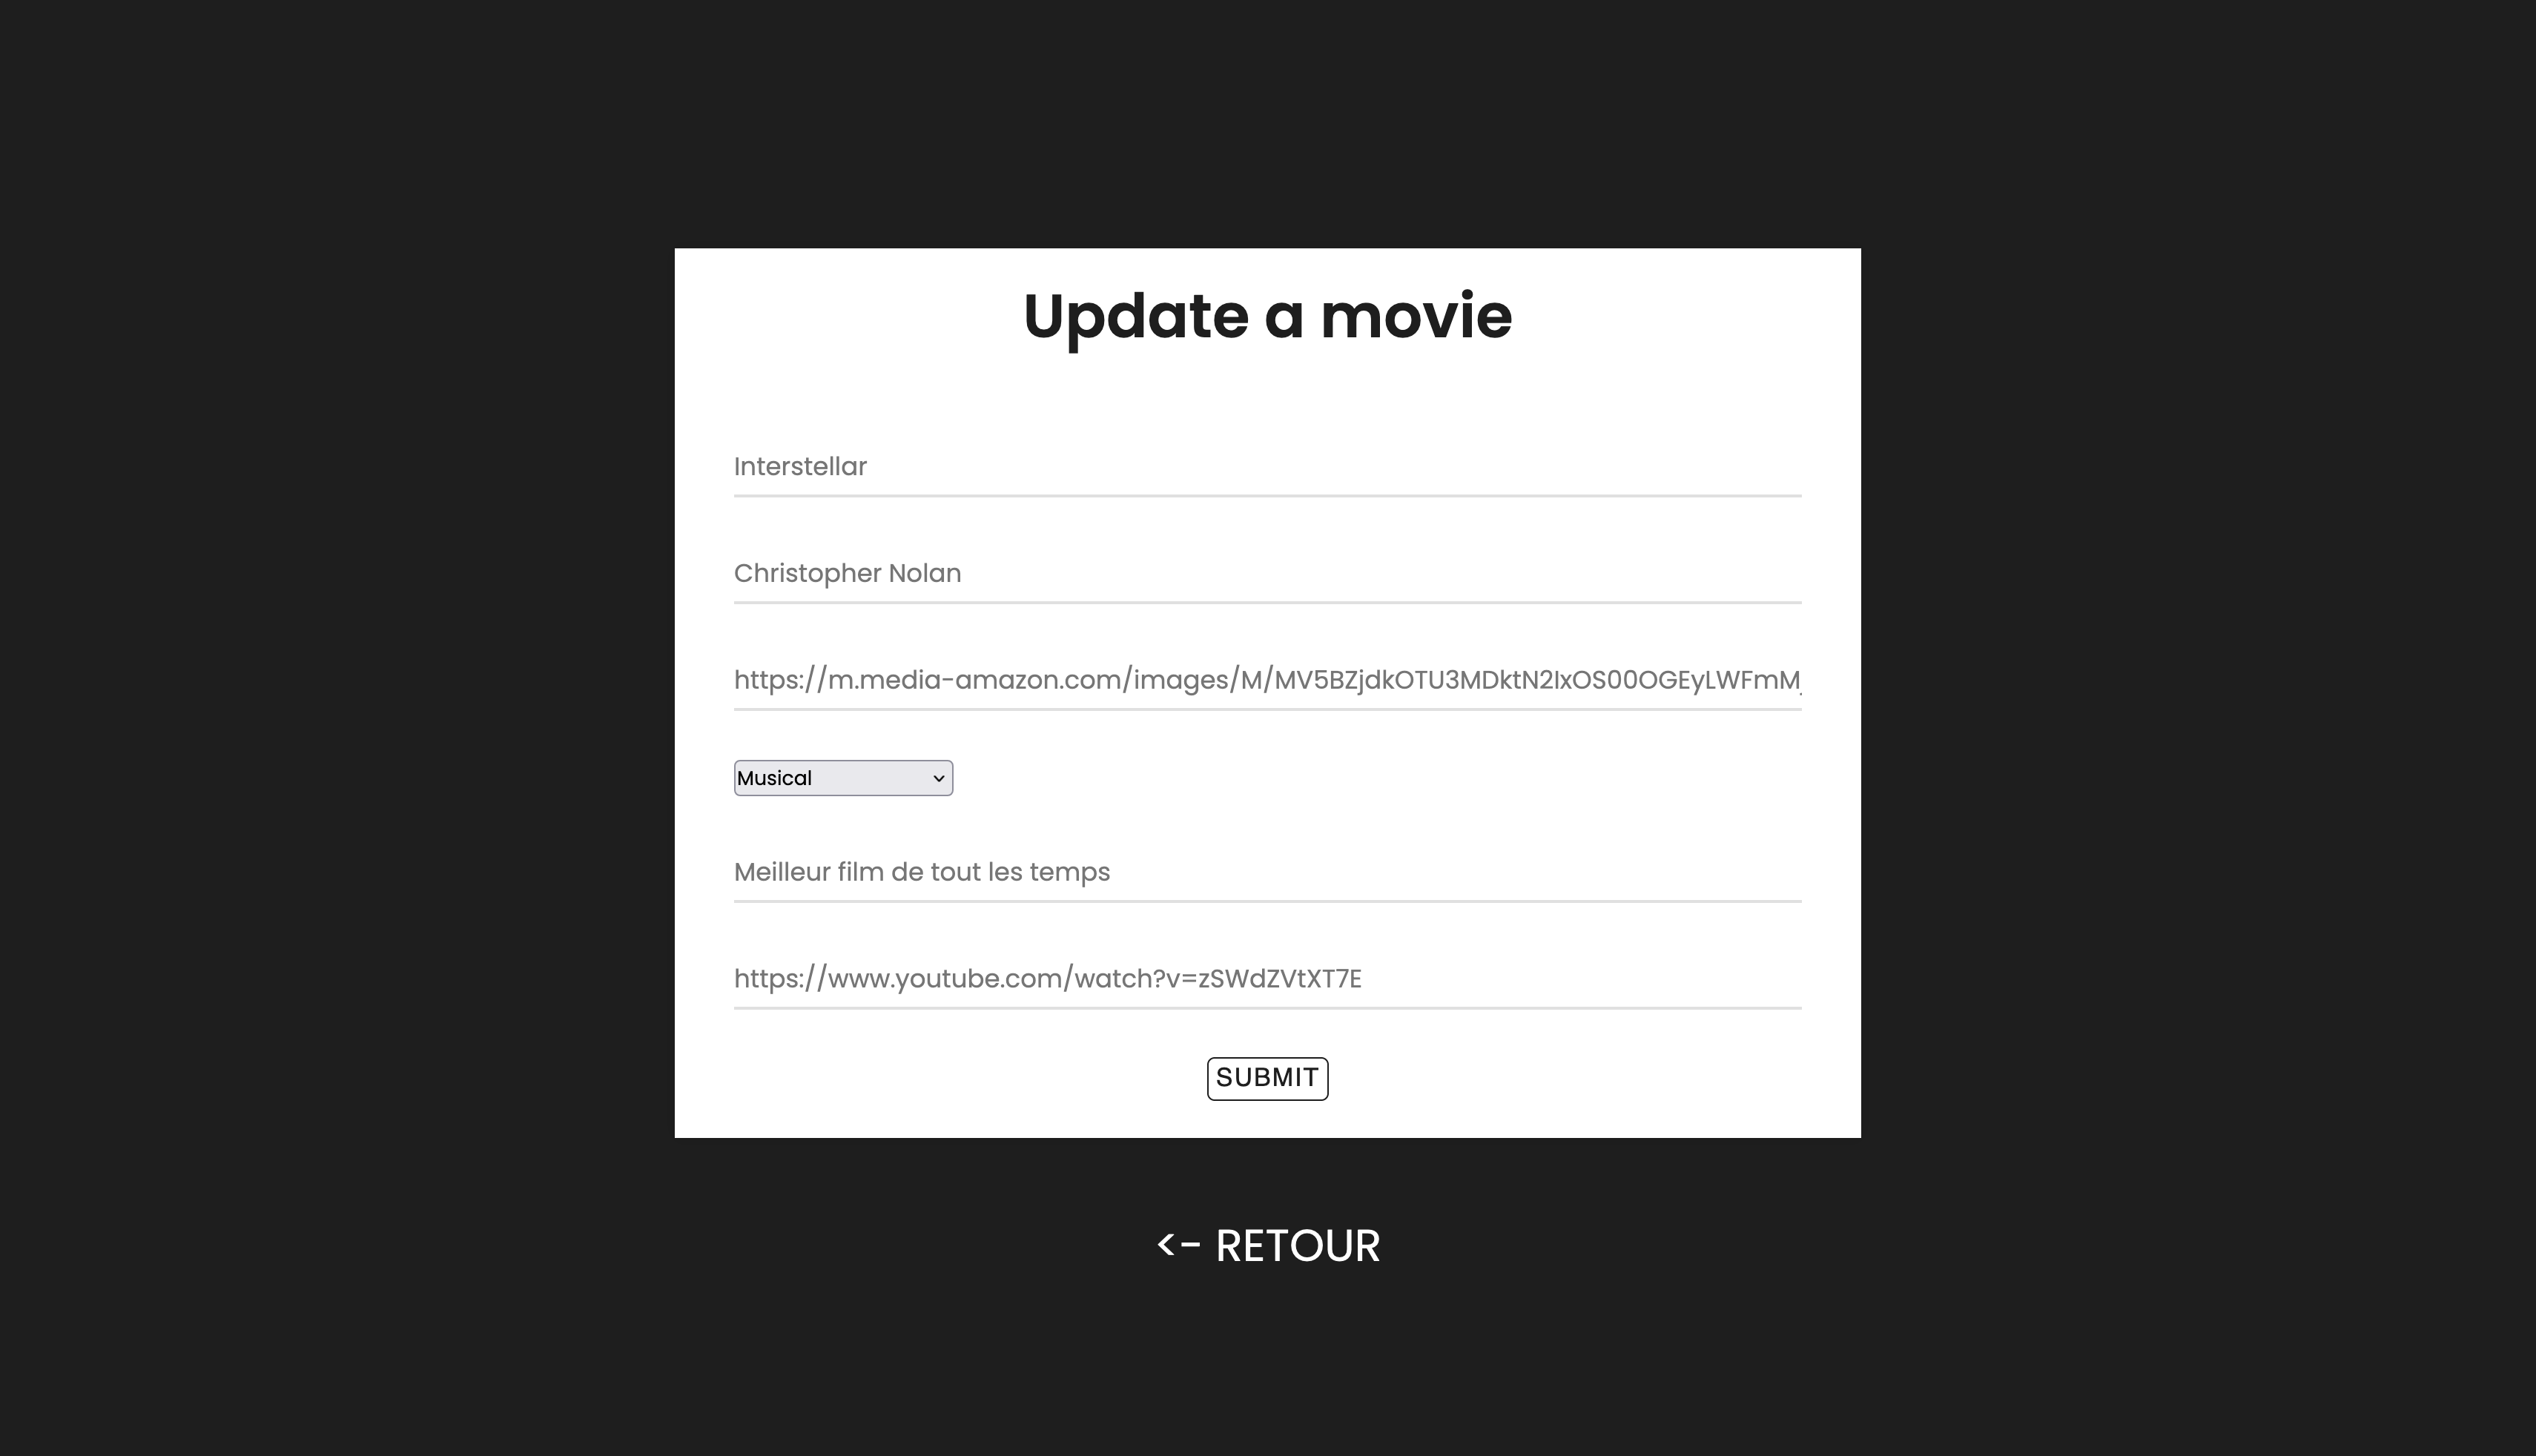 Update a movie
Interstellar
Christopher Nolan
https://m.media-amazon.com/images/M/MV5BZjdkOTU3MDktN2IxOS00OGEyLWFmM
Musical
Meilleur film de tout les temps
https://www.youtube.com/watch?v=zSWdZVtXT7E
SUBMIT
<- RETOUR